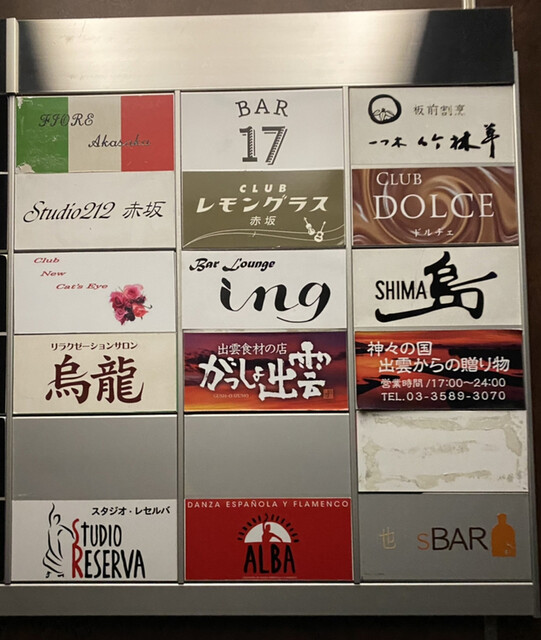 FIORE
Akasaka
BAR
17
板前割烹
一ツ木 竹林草
Studio212 赤坂
CLUB
レモングラス
赤坂
CLUB
DOLCE
ドルチェ
Club
New
Cat's Eye
Bar Lounge
ing
SHIMA 島
リラクゼーションサロン
烏龍
出雲食材の店
がっしょ出雲
神々の国
出雲からの贈り物
営業時間/17:00~24:00
TEL.03-3589-3070
スタジオ・レセルバ
STUDIO
RESERVA
DANZA ESPAÑOLA Y FLAMENCO
ALBA
sBAR